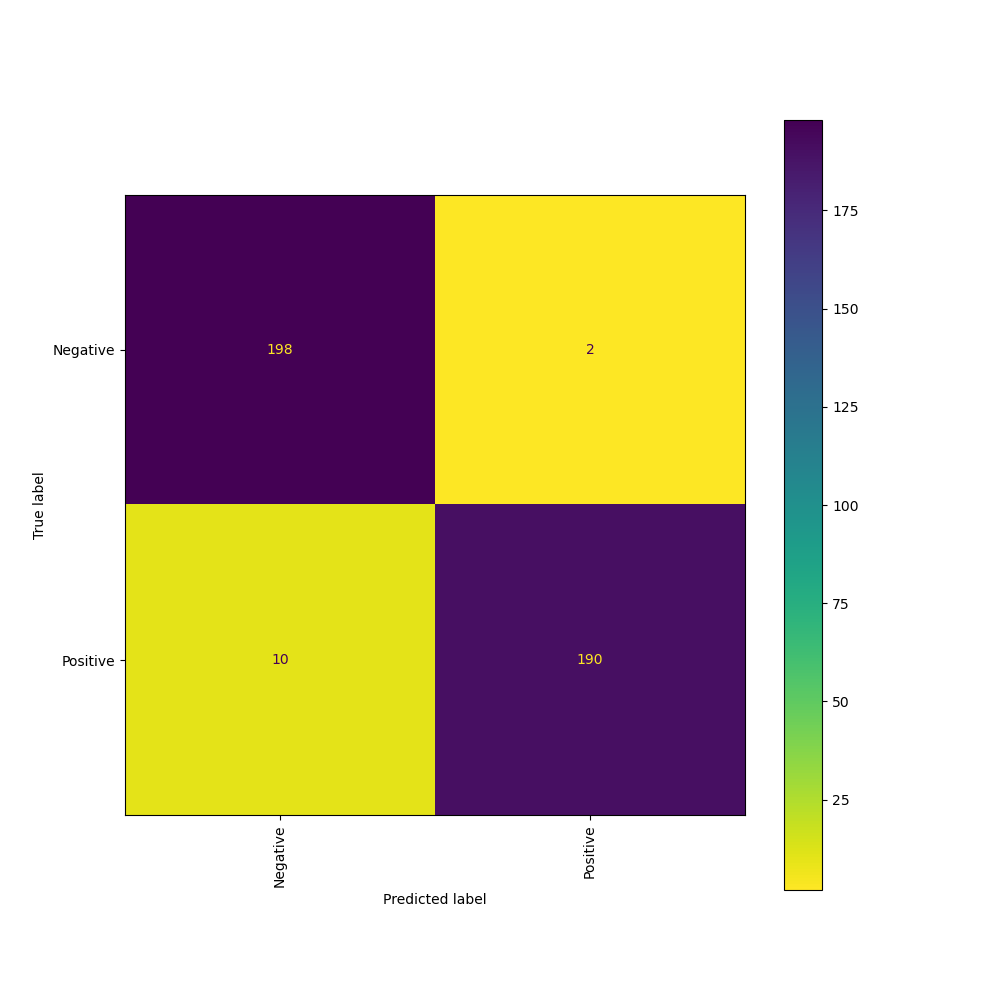 175
150
125
100
75
50
25
Negative
198
2
True label
Positive
10
190
Negative
Positive
Predicted label